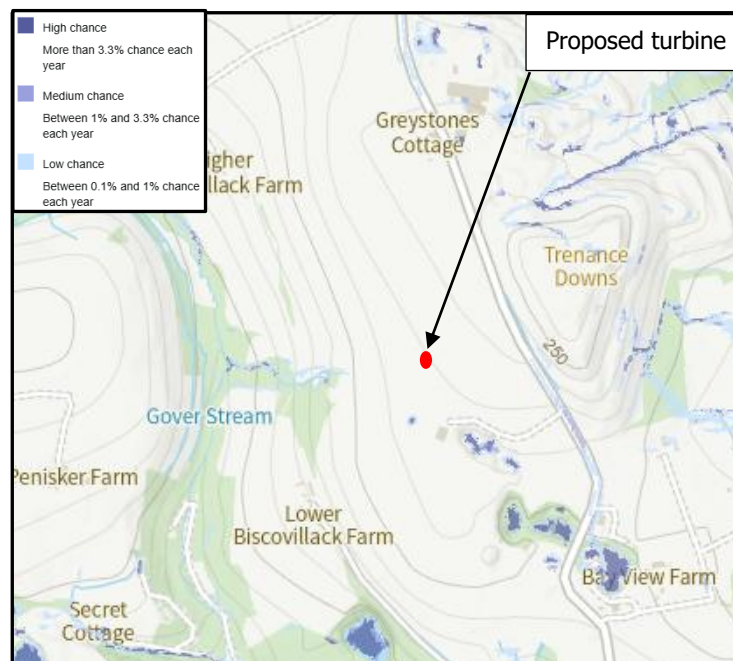 High chance
More than 3.3% chance each
year
Medium chance
Between 1% and 3.3% chance
each year
Low chance
Between 0.1% and 1% chance
each year
Proposed turbine
Greystones
Cottage
igher
illack Farm
Trenance
Downs
250
Gover Stream
Penisker Farm
Lower
Biscovillack Farm
Bay View Farm
Secret
Cottage